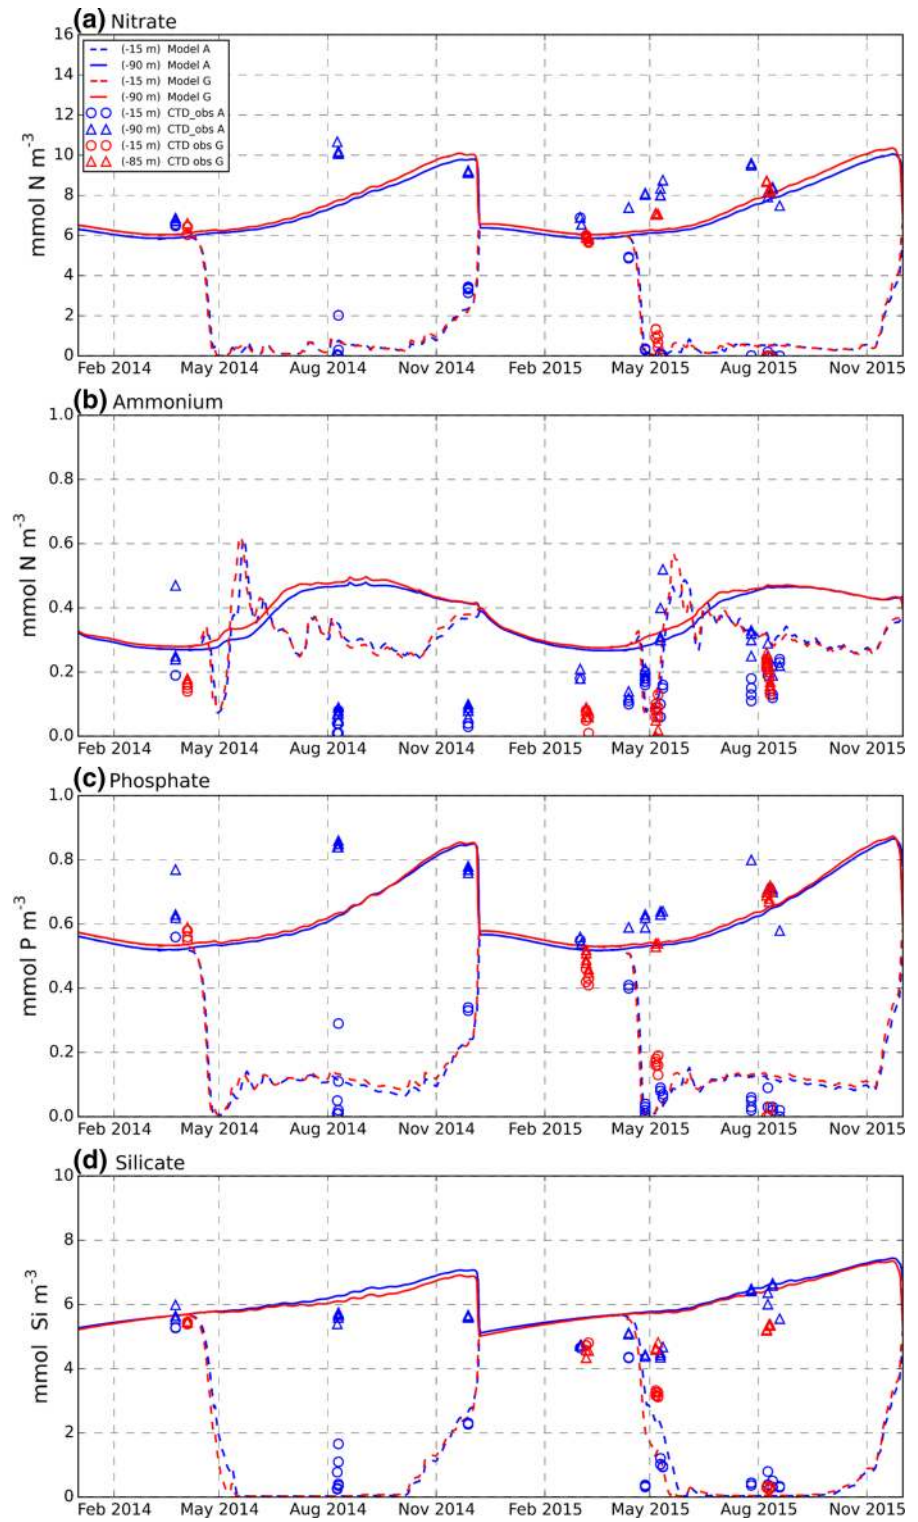 (a) Nitrate
16
14
12
10
8
6
4
2
0
mmol N m-3
(-15 m) Model A
(-90 m) Model A
(-15 m) Model G
(-90 m) Model G
(-15 m) CTD_obs A
(-90 m) CTD_obs A
(-15 m) CTD obs G
(-85 m) CTD obs G
Feb 2014 May 2014 Aug 2014 Nov 2014 Feb 2015 May 2015 Aug 2015 Nov 2015
(b) Ammonium
1.0
0.8
0.6
0.4
0.2
0.0
mmol N m-3
Feb 2014 May 2014 Aug 2014 Nov 2014 Feb 2015 May 2015 Aug 2015 Nov 2015
(c) Phosphate
1.0
0.8
0.6
0.4
0.2
0.0
mmol P m-3
Feb 2014 May 2014 Aug 2014 Nov 2014 Feb 2015 May 2015 Aug 2015 Nov 2015
(d) Silicate
10
8
6
4
2
0
mmol Si m-3
Feb 2014 May 2014 Aug 2014 Nov 2014 Feb 2015 May 2015 Aug 2015 Nov 2015